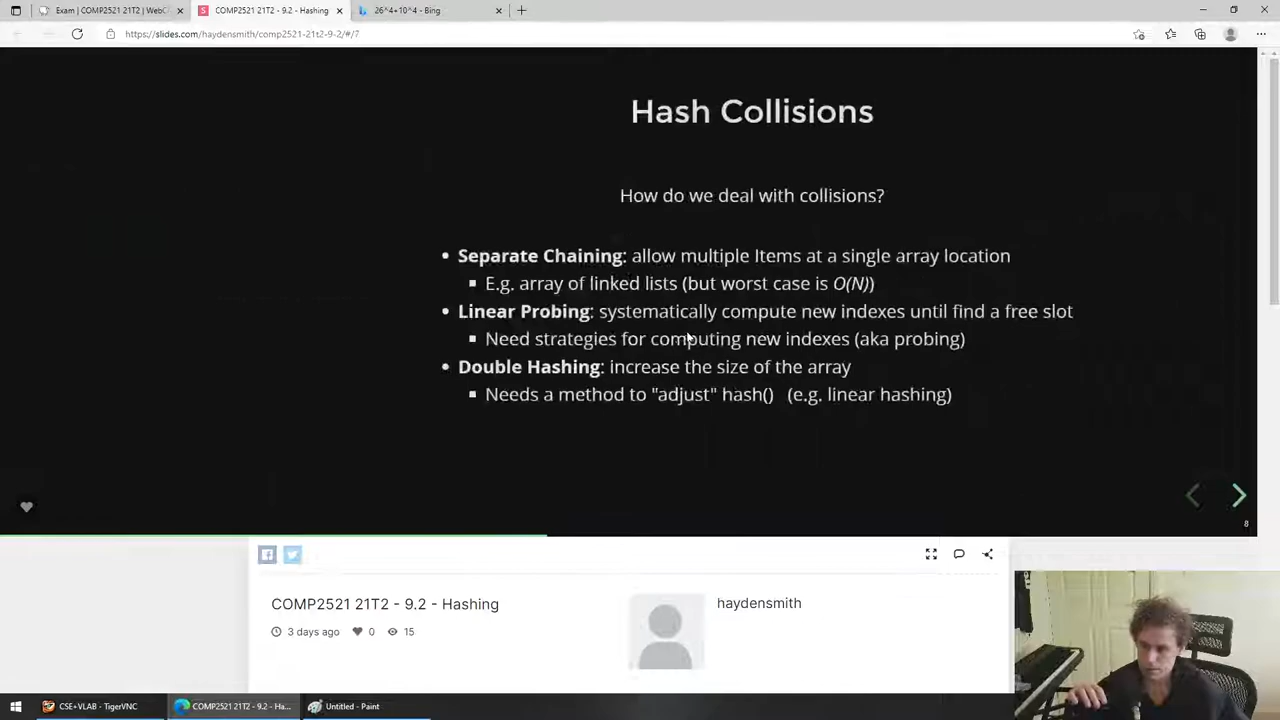 Exam | COMP2521 21T2 | WebC
COMP2521 21T2 - 9.2 - Hashing
26^4+10^4 - Bing
https://slides.com/haydensmith/comp2521-21t2-9-2/#/7
Hash Collisions
How do we deal with collisions?
• Separate Chaining: allow multiple Items at a single array location
▪ E.g. array of linked lists (but worst case is O(N))
• Linear Probing: systematically compute new indexes until find a free slot
▪ Need strategies for computing new indexes (aka probing)
• Double Hashing: increase the size of the array
▪ Needs a method to "adjust" hash() (e.g. linear hashing)
8
COMP2521 21T2 - 9.2 - Hashing
haydensmith
3 days ago 0 15
CSE+VLAB - TigerVNC
COMP2521 21T2 - 9.2 - Ha...
Untitled - Paint